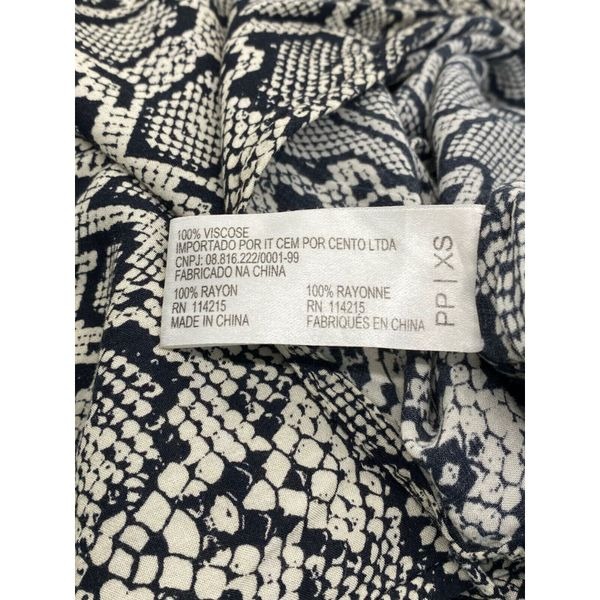 100% VISCOSE
IMPORTADO POR IT CEM POR CENTO LTDA
CNPJ: 08.816.222/0001-99
FABRICADO NA CHINA
100% RAYON
RN 114215
MADE IN CHINA
100% RAYONNE
RN 114215
FABRIQUÉS EN CHINA
PP | XS